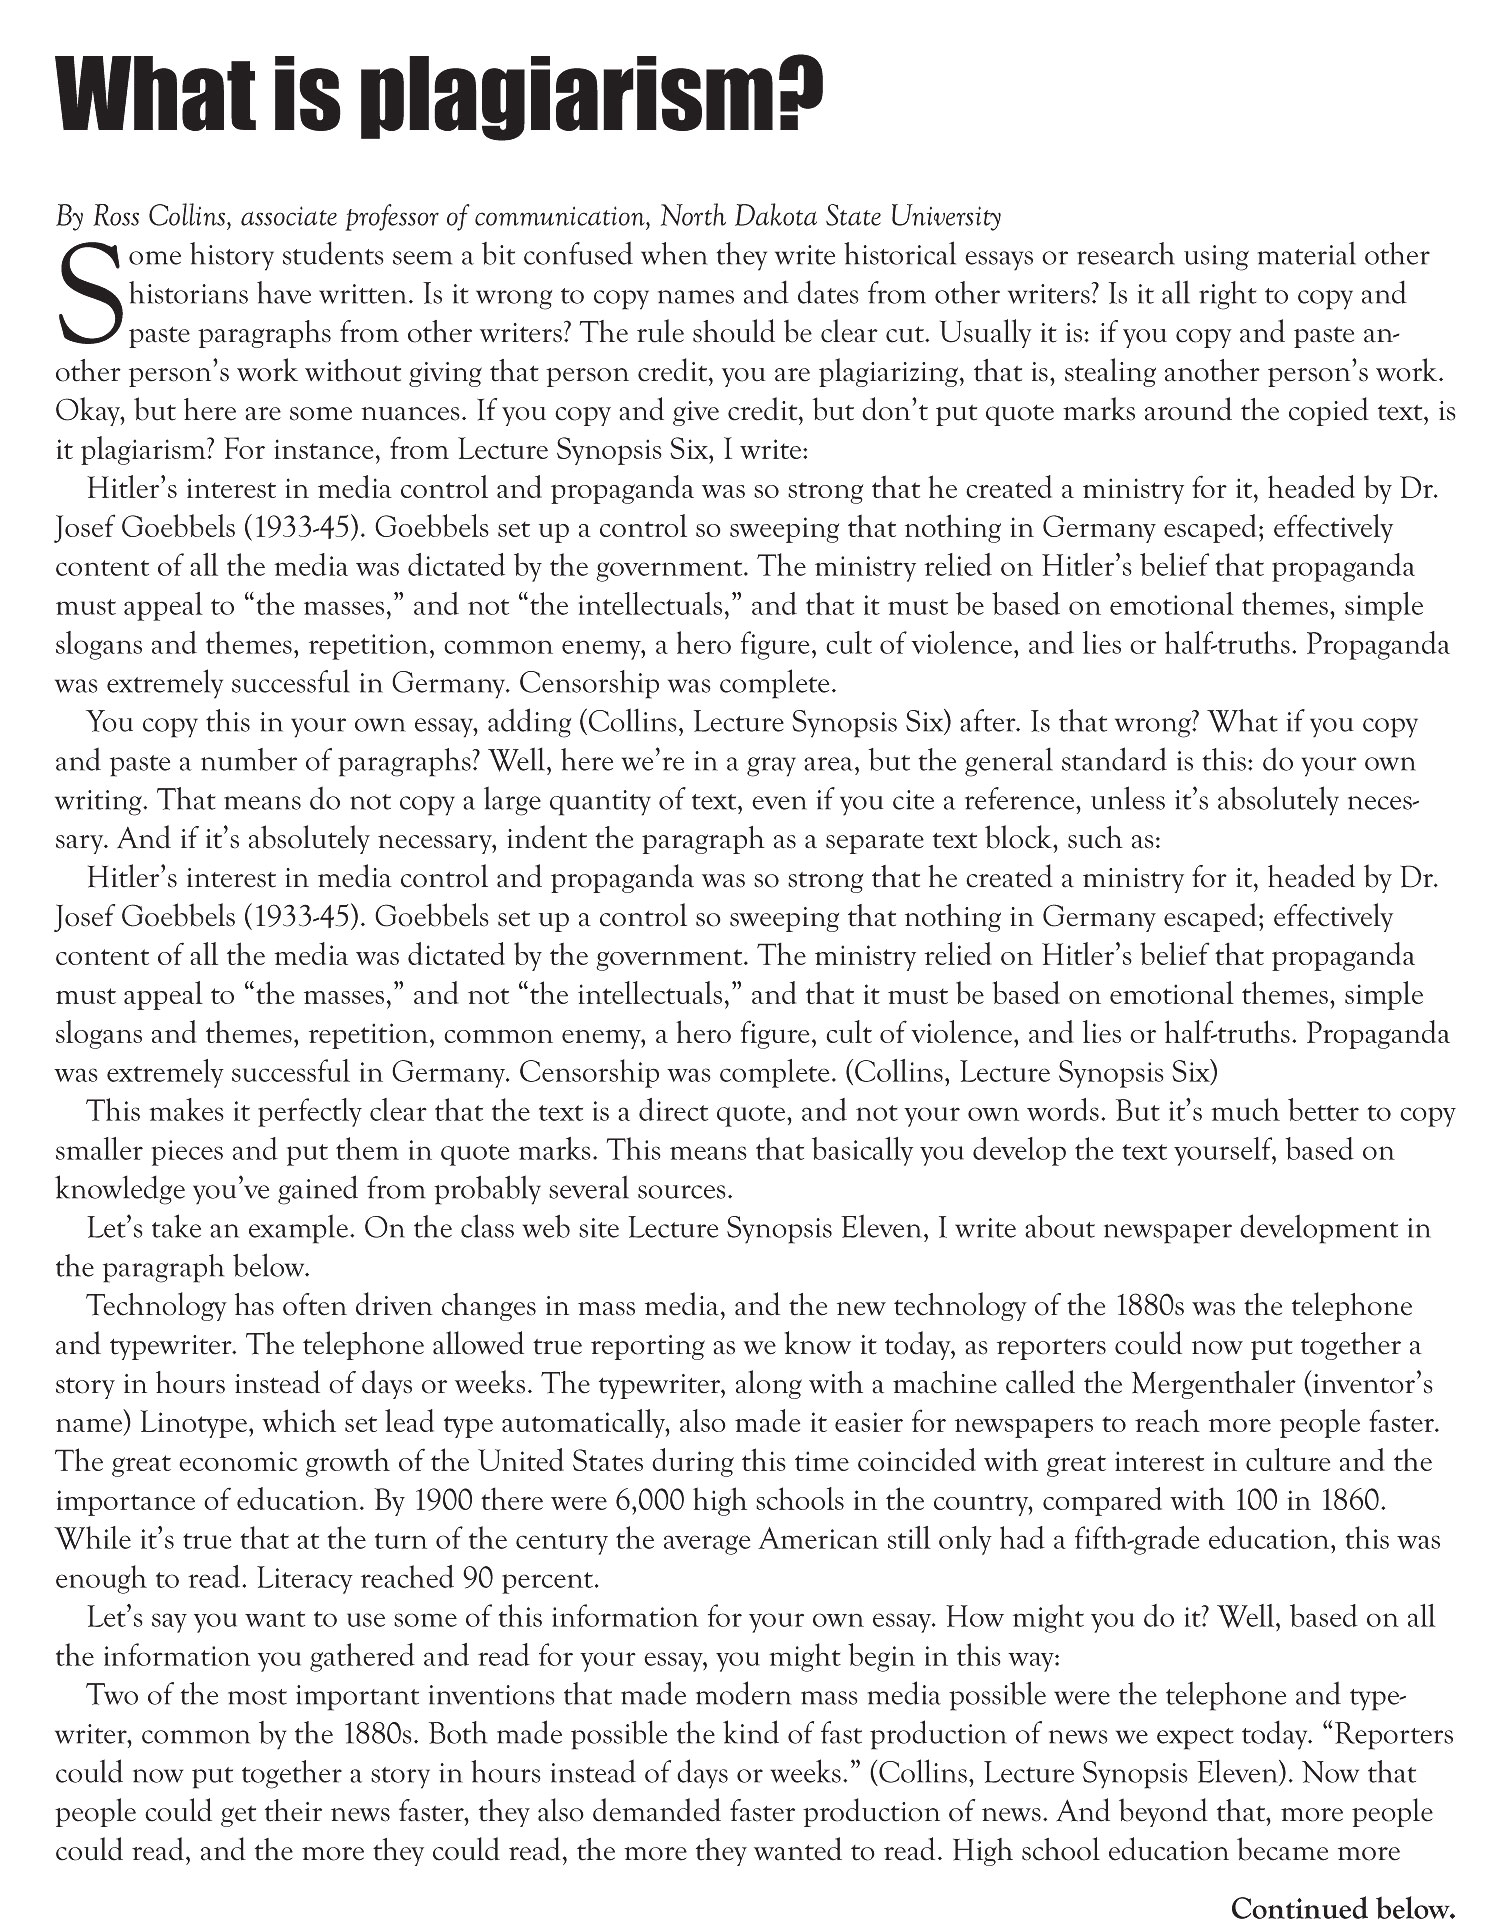 What is plagiarism?
By Ross Collins, associate professor of communication, North Dakota State University
Some history students seem a bit confused when they write historical essays or research using material other
historians have written. Is it wrong to copy names and dates from other writers? Is it all right to copy and
paste paragraphs from other writers? The rule should be clear cut. Usually it is: if you copy and paste an-
other person’s work without giving that person credit, you are plagiarizing, that is, stealing another person’s work.
Okay, but here are some nuances. If you copy and give credit, but don’t put quote marks around the copied text, is
it plagiarism? For instance, from Lecture Synopsis Six, I write:
Hitler’s interest in media control and propaganda was so strong that he created a ministry for it, headed by Dr.
Josef Goebbels (1933-45). Goebbels set up a control so sweeping that nothing in Germany escaped; effectively
content of all the media was dictated by the government. The ministry relied on Hitler’s belief that propaganda
must appeal to “the masses,” and not “the intellectuals,” and that it must be based on emotional themes, simple
slogans and themes, repetition, common enemy, a hero figure, cult of violence, and lies or half-truths. Propaganda
was extremely successful in Germany. Censorship was complete.
You copy this in your own essay, adding (Collins, Lecture Synopsis Six) after. Is that wrong? What if you copy
and paste a number of paragraphs? Well, here we’re in a gray area, but the general standard is this: do your own
writing. That means do not copy a large quantity of text, even if you cite a reference, unless it’s absolutely neces-
sary. And if it’s absolutely necessary, indent the paragraph as a separate text block, such as:
Hitler’s interest in media control and propaganda was so strong that he created a ministry for it, headed by Dr.
Josef Goebbels (1933-45). Goebbels set up a control so sweeping that nothing in Germany escaped; effectively
content of all the media was dictated by the government. The ministry relied on Hitler’s belief that propaganda
must appeal to “the masses,” and not “the intellectuals,” and that it must be based on emotional themes, simple
slogans and themes, repetition, common enemy, a hero figure, cult of violence, and lies or half-truths. Propaganda
was extremely successful in Germany. Censorship was complete. (Collins, Lecture Synopsis Six)
This makes it perfectly clear that the text is a direct quote, and not your own words. But it’s much better to copy
smaller pieces and put them in quote marks. This means that basically you develop the text yourself, based on
knowledge you’ve gained from probably several sources.
Let’s take an example. On the class web site Lecture Synopsis Eleven, I write about newspaper development in
the paragraph below.
Technology has often driven changes in mass media, and the new technology of the 1880s was the telephone
and typewriter. The telephone allowed true reporting as we know it today, as reporters could now put together a
story in hours instead of days or weeks. The typewriter, along with a machine called the Mergenthaler (inventor’s
name) Linotype, which set lead type automatically, also made it easier for newspapers to reach more people faster.
The great economic growth of the United States during this time coincided with great interest in culture and the
importance of education. By 1900 there were 6,000 high schools in the country, compared with 100 in 1860.
While it’s true that at the turn of the century the average American still only had a fifth-grade education, this was
enough to read. Literacy reached 90 percent.
Let’s say you want to use some of this information for your own essay. How might you do it? Well, based on all
the information you gathered and read for your essay, you might begin in this way:
Two of the most important inventions that made modern mass media possible were the telephone and type-
writer, common by the 1880s. Both made possible the kind of fast production of news we expect today. “Reporters
could now put together a story in hours instead of days or weeks.” (Collins, Lecture Synopsis Eleven). Now that
people could get their news faster, they also demanded faster production of news. And beyond that, more people
could read, and the more they could read, the more they wanted to read. High school education became more
Continued below.